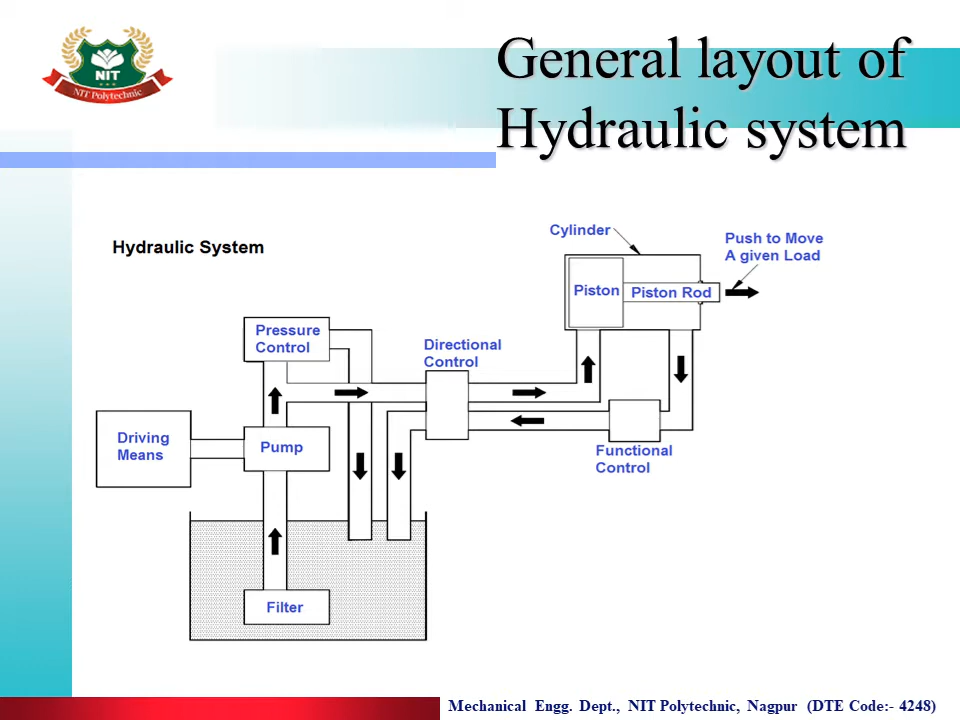 NIT
NIT Polytechnic
General layout of
Hydraulic system
Hydraulic System
Cylinder
Push to Move
A given Load
Piston
Piston Rod
Pressure
Control
Directional
Control
Driving
Means
Pump
Functional
Control
Filter
Mechanical Engg. Dept., NIT Polytechnic, Nagpur (DTE Code:- 4248)